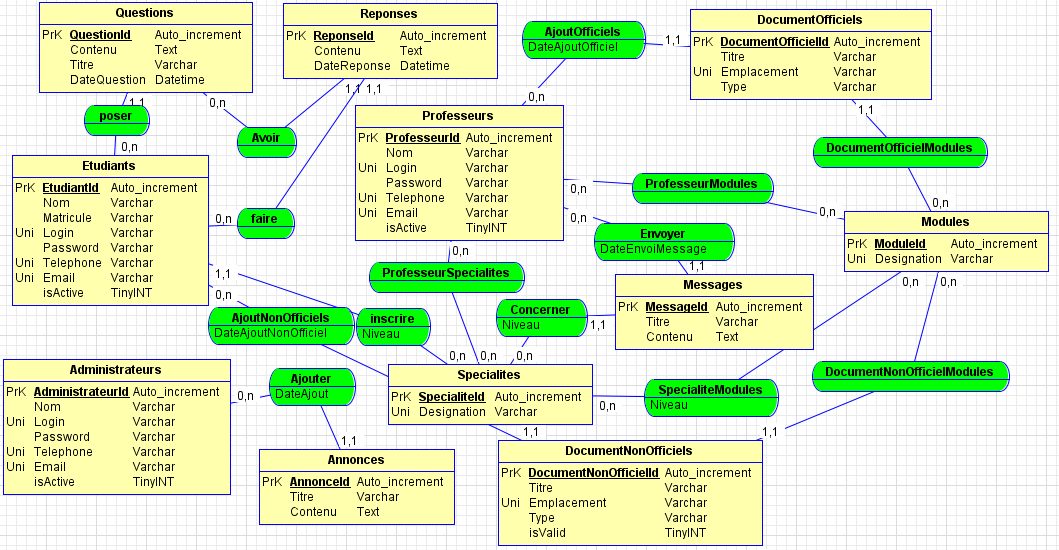 Questions
PrK QuestionId Auto_increment
Contenu Text
Titre Varchar
DateQuestion Datetime
Reponses
PrK ReponseId Auto_increment
Contenu Text
DateReponse Datetime
AjoutOfficiels
DateAjoutOfficiel
1,1
DocumentOfficiels
PrK DocumentOfficielId Auto_increment
Titre Varchar
Uni Emplacement Varchar
Type Varchar
1,1
0,n
1,1
1,1
0,n
1,1
poser
0,n
Avoir
Professeurs
PrK ProfesseurId Auto_increment
Nom Varchar
Uni Login Varchar
Password Varchar
Uni Telephone Varchar
Uni Email Varchar
isActive TinyINT
DocumentOfficielModules
Etudiants
PrK EtudiantId Auto_increment
Nom Varchar
Matricule Varchar
Uni Login Varchar
Password Varchar
Uni Telephone Varchar
Uni Email Varchar
isActive TinyINT
0,n
faire
0,n
ProfesseurModules
0,n
0,n
0,n
Envoyer
DateEnvoiMessage
1,1
Modules
PrK ModuleId Auto_increment
Uni Designation Varchar
0,n
ProfesseurSpecialites
1,1
0,n
0,n
0,n
Messages
PrK MessageId Auto_increment
Titre Varchar
Contenu Text
AjoutNonOfficiels
DateAjoutNonOfficiel
inscrire
Niveau
Concerner
Niveau
1,1
0,n
0,n
0,n
Administrateurs
PrK AdministrateurId Auto_increment
Nom Varchar
Uni Login Varchar
Password Varchar
Uni Telephone Varchar
Uni Email Varchar
isActive TinyINT
0,n
Ajouter
DateAjout
1,1
Specialites
PrK SpecialiteId Auto_increment
Uni Designation Varchar
0,n
SpecialiteModules
Niveau
DocumentNonOfficielModules
1,1
1,1
Annonces
PrK AnnonceId Auto_increment
Titre Varchar
Contenu Text
DocumentNonOfficiels
PrK DocumentNonOfficielId Auto_increment
Titre Varchar
Uni Emplacement Varchar
Type Varchar
isValid TinyINT